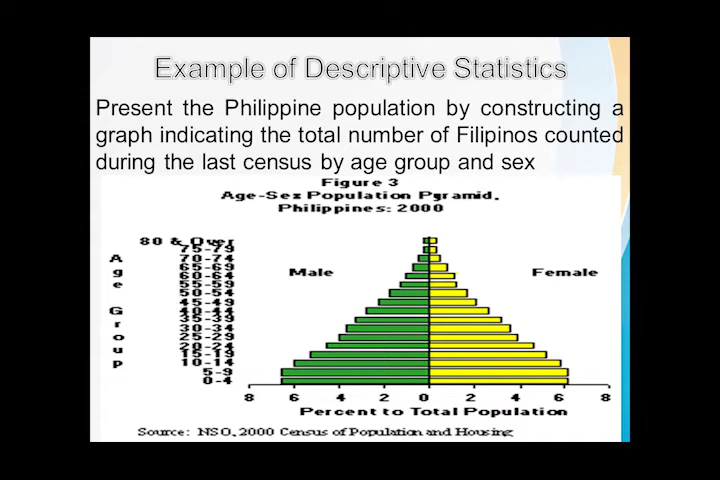 Example of Descriptive Statistics
Present the Philippine population by constructing a
graph indicating the total number of Filipinos counted
during the last census by age group and sex
Figure 3
Age-Sex Population Pyramid,
Philippines: 2000
Male
Female
Age Group
80 & Over
75-79
70-74
65-69
60-64
55-59
50-54
45-49
40-44
35-39
30-34
25-29
20-24
15-19
10-14
5-9
0-4
8 6 4 2 0 2 4 6 8
Percent to Total Population
Source: NSO, 2000 Census of Population and Housing